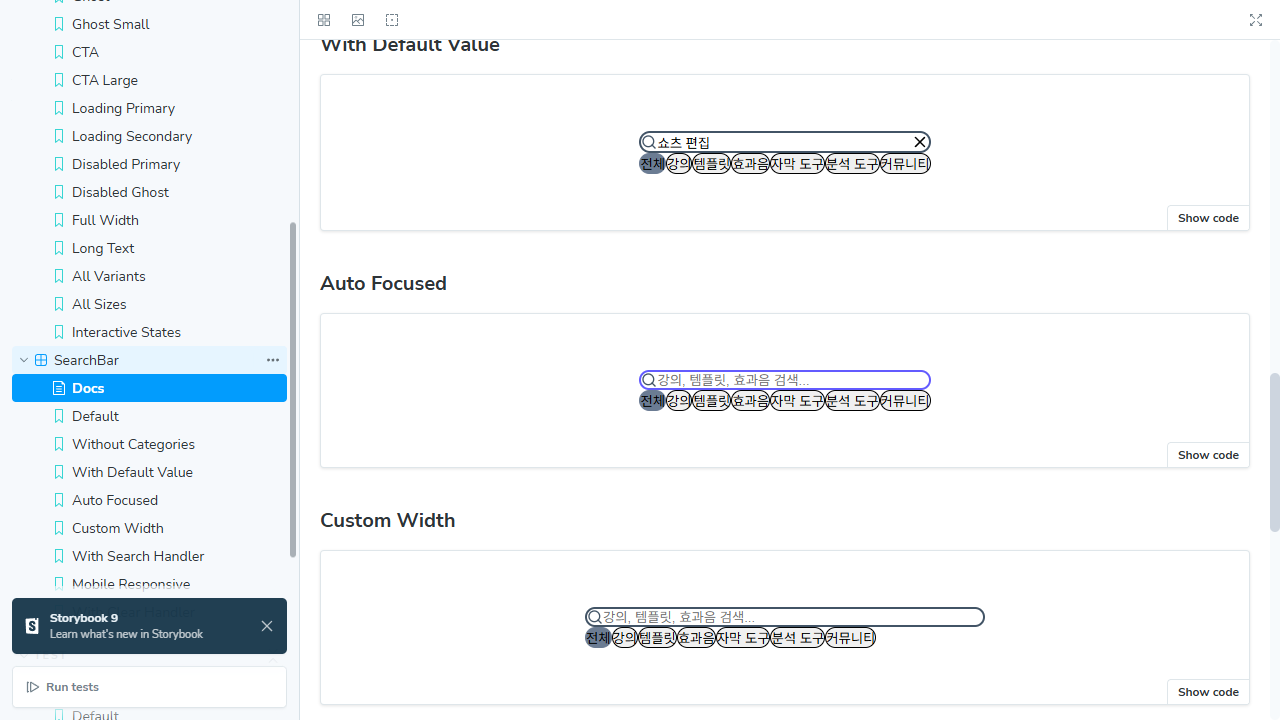 Ghost Small
CTA
CTA Large
Loading Primary
Loading Secondary
Disabled Primary
Disabled Ghost
Full Width
Long Text
All Variants
All Sizes
Interactive States
SearchBar
Docs
Default
Without Categories
With Default Value
Auto Focused
Custom Width
With Search Handler
Mobile Responsive
Storybook 9
Learn what's new in Storybook
Run tests
Default
With Default Value
쇼츠 편집
전체 강의 템플릿 효과음 자막 도구 분석 도구 커뮤니티
Show code
Auto Focused
강의, 템플릿, 효과음 검색...
전체 강의 템플릿 효과음 자막 도구 분석 도구 커뮤니티
Show code
Custom Width
강의, 템플릿, 효과음 검색...
전체 강의 템플릿 효과음 자막 도구 분석 도구 커뮤니티
Show code